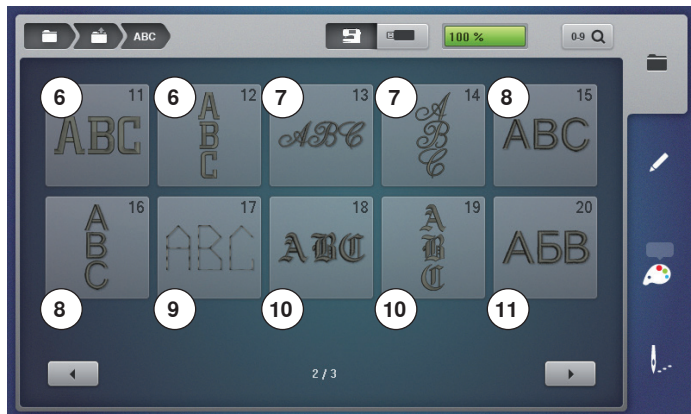 ABC 100 % 0-9
6 11 6 12 7 13 7 14 8 15
ABC A B C ABC A B C ABC
16 17 18 19 20
A B C ABC ABC A B C АБВ
8 9 10 10 11
2 / 3